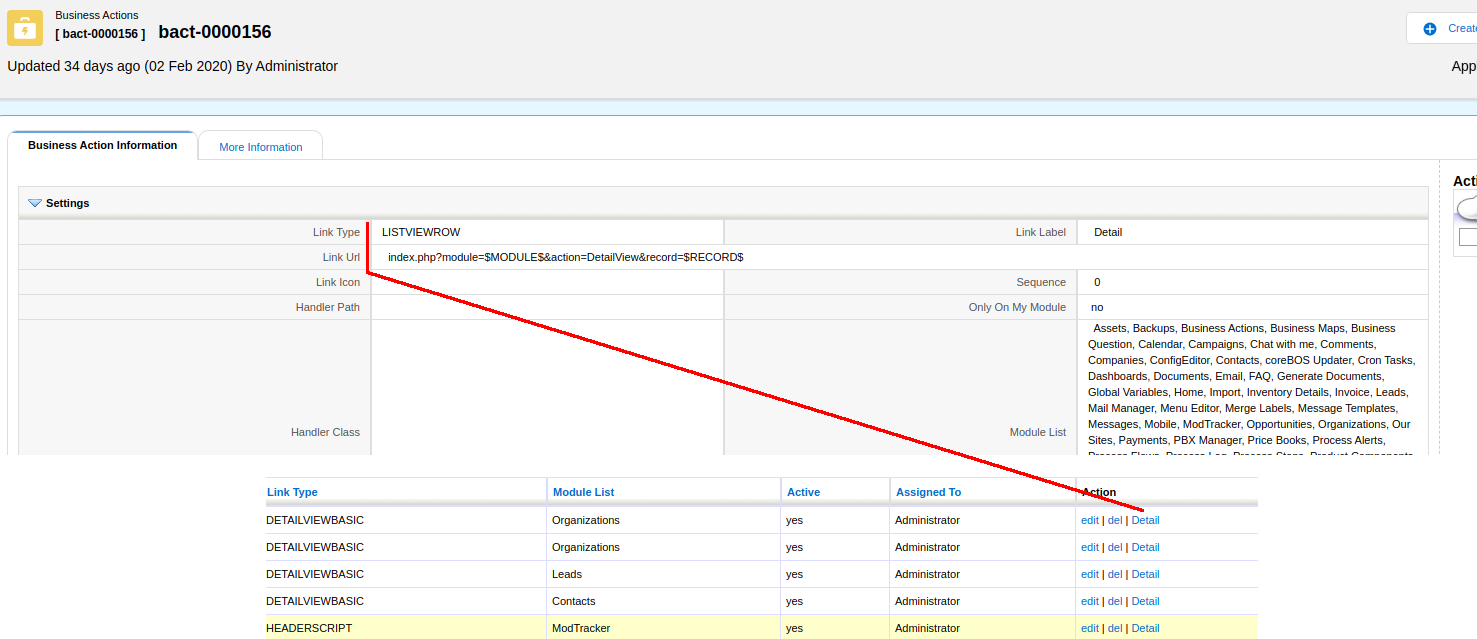 Business Actions
[ bact-0000156 ] bact-0000156
Create
Updated 34 days ago (02 Feb 2020) By Administrator
App
Business Action Information
More Information
Acti
Settings
Link Type LISTVIEWROW Link Label Detail
Link Url index.php?module=$MODULE$&action=DetailView&record=$RECORD$
Link Icon Sequence 0
Handler Path Only On My Module no
Assets, Backups, Business Actions, Business Maps, Business
Question, Calendar, Campaigns, Chat with me, Comments,
Companies, ConfigEditor, Contacts, coreBOS Updater, Cron Tasks,
Dashboards, Documents, Email, FAQ, Generate Documents,
Global Variables, Home, Import, Inventory Details, Invoice, Leads,
Mail Manager, Menu Editor, Merge Labels, Message Templates,
Messages, Mobile, ModTracker, Opportunities, Organizations, Our
Handler Class Module List Sites, Payments, PBX Manager, Price Books, Process Alerts,
Process Flows, Process Log, Process Steps, Product Components,
Link Type Module List Active Assigned To Action
DETAILVIEWBASIC Organizations yes Administrator edit | del | Detail
DETAILVIEWBASIC Organizations yes Administrator edit | del | Detail
DETAILVIEWBASIC Leads yes Administrator edit | del | Detail
DETAILVIEWBASIC Contacts yes Administrator edit | del | Detail
HEADERSCRIPT ModTracker yes Administrator edit | del | Detail